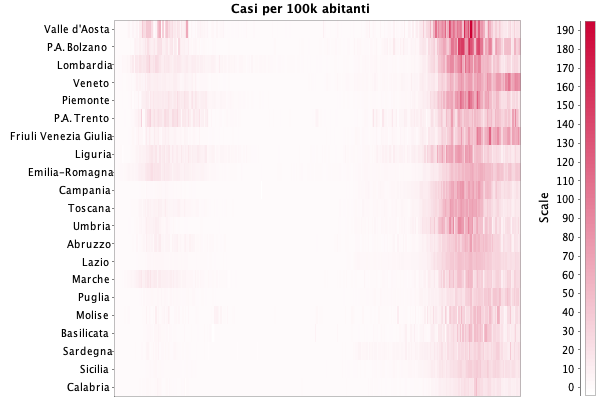 Casi per 100k abitanti
Valle d'Aosta
P.A.Bolzano
Lombardia
Veneto
Piemonte
P.A. Trento
Friuli Venezia Giulia
Liguria
Emilia-Romagna
Campania
Toscana
Umbria
Abruzzo
Lazio
Marche
Puglia
Molise
Basilicata
Sardegna
Sicilia
Calabria
Scale
190
180
170
160
150
140
130
120
110
100
90
80
70
60
50
40
30
20
10
0